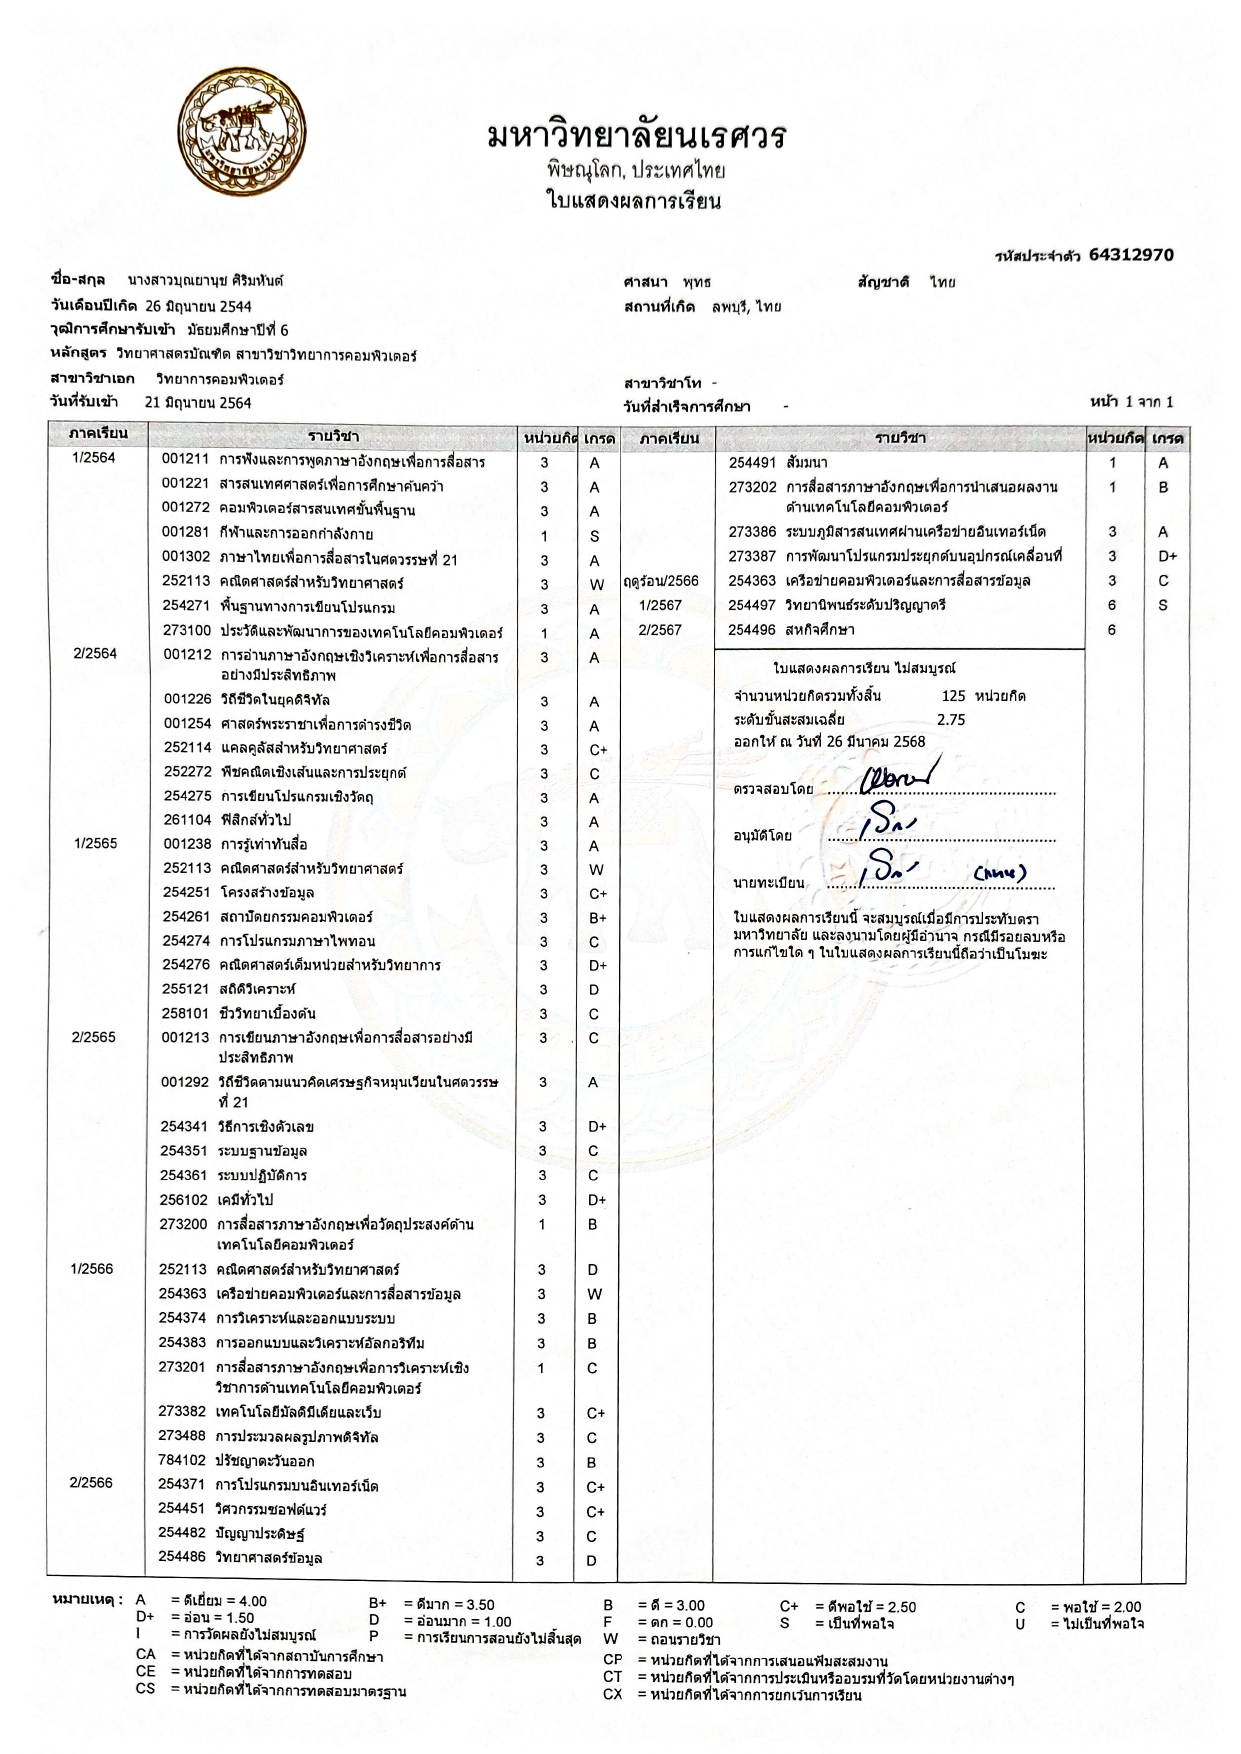 มหาวิทยาลัยนเรศวร
พิษณุโลก, ประเทศไทย
ใบแสดงผลการเรียน
รหัสประจำตัว 64312970
ชื่อ-สกุล นางสาวบุณยานุช ศิริมหันต์
ศาสนา พุทธ สัญชาติ ไทย
วันเดือนปีเกิด 26 มิถุนายน 2544
สถานที่เกิด ลพบุรี, ไทย
วุฒิการศึกษารับเข้า มัธยมศึกษาปีที่ 6
หลักสูตร วิทยาศาสตรบัณฑิต สาขาวิชาวิทยาการคอมพิวเตอร์
สาขาวิชาเอก วิทยาการคอมพิวเตอร์
สาขาวิชาโท -
วันที่รับเข้า 21 มิถุนายน 2564
วันที่สำเร็จการศึกษา -
หน้า 1 จาก 1
ภาคเรียน รายวิชา หน่วยกิต เกรด
1/2564 001211 การฟังและการพูดภาษาอังกฤษเพื่อการสื่อสาร 3 A
001221 สารสนเทศศาสตร์เพื่อการศึกษาค้นคว้า 3 A
001272 คอมพิวเตอร์สารสนเทศขั้นพื้นฐาน 3 A
001281 กีฬาและการออกกำลังกาย 1 S
001302 ภาษาไทยเพื่อการสื่อสารในศตวรรษที่ 21 3 A
252113 คณิตศาสตร์สำหรับวิทยาศาสตร์ 3 W
254271 พื้นฐานทางการเขียนโปรแกรม 3 A
273100 ประวัติและพัฒนาการของเทคโนโลยีคอมพิวเตอร์ 1 A
2/2564 001212 การอ่านภาษาอังกฤษเชิงวิเคราะห์เพื่อการสื่อสาร 3 A
อย่างมีประสิทธิภาพ
001226 วิถีชีวิตในยุคดิจิทัล 3 A
001254 ศาสตร์พระราชาเพื่อการดำรงชีวิต 3 A
252114 แคลคูลัสสำหรับวิทยาศาสตร์ 3 C+
252272 พีชคณิตเชิงเส้นและการประยุกต์ 3 C
254275 การเขียนโปรแกรมเชิงวัตถุ 3 A
261104 ฟิสิกส์ทั่วไป 3 A
1/2565 001238 การรู้เท่าทันสื่อ 3 A
252113 คณิตศาสตร์สำหรับวิทยาศาสตร์ 3 W
254251 โครงสร้างข้อมูล 3 C+
254261 สถาปัตยกรรมคอมพิวเตอร์ 3 B+
254274 การโปรแกรมภาษาไพทอน 3 C
254276 คณิตศาสตร์เต็มหน่วยสำหรับวิทยาการ 3 D+
255121 สถิติวิเคราะห์ 3 D
258101 ชีววิทยาเบื้องต้น 3 C
2/2565 001213 การเขียนภาษาอังกฤษเพื่อการสื่อสารอย่างมี 3 C
ประสิทธิภาพ
001292 วิถีชีวิตตามแนวคิดเศรษฐกิจหมุนเวียนในศตวรรษ 3 A
ที่ 21
254341 วิธีการเชิงตัวเลข 3 D+
254351 ระบบฐานข้อมูล 3 C
254361 ระบบปฏิบัติการ 3 C
256102 เคมีทั่วไป 3 D+
273200 การสื่อสารภาษาอังกฤษเพื่อวัตถุประสงค์ด้าน 1 B
เทคโนโลยีคอมพิวเตอร์
1/2566 252113 คณิตศาสตร์สำหรับวิทยาศาสตร์ 3 D
254363 เครือข่ายคอมพิวเตอร์และการสื่อสารข้อมูล 3 W
254374 การวิเคราะห์และออกแบบระบบ 3 B
254383 การออกแบบและวิเคราะห์อัลกอริทึม 3 B
273201 การสื่อสารภาษาอังกฤษเพื่อการวิเคราะห์เชิง 1 C
วิชาการด้านเทคโนโลยีคอมพิวเตอร์
273382 เทคโนโลยีมัลติมีเดียและเว็บ 3 C+
273488 การประมวลผลรูปภาพดิจิทัล 3 C
784102 ปรัชญาตะวันออก 3 B
2/2566 254371 การโปรแกรมบนอินเทอร์เน็ต 3 C+
254451 วิศวกรรมซอฟต์แวร์ 3 C+
254482 ปัญญาประดิษฐ์ 3 C
254486 วิทยาศาสตร์ข้อมูล 3 D
ภาคเรียน รายวิชา หน่วยกิต เกรด
254491 สัมมนา 1 A
273202 การสื่อสารภาษาอังกฤษเพื่อการนำเสนอผลงาน 1 B
ด้านเทคโนโลยีคอมพิวเตอร์
273386 ระบบภูมิสารสนเทศผ่านเครือข่ายอินเทอร์เน็ต 3 A
273387 การพัฒนาโปรแกรมประยุกต์บนอุปกรณ์เคลื่อนที่ 3 D+
ฤดูร้อน/2566 254363 เครือข่ายคอมพิวเตอร์และการสื่อสารข้อมูล 3 C
1/2567 254497 วิทยานิพนธ์ระดับปริญญาตรี 6 S
2/2567 254496 สหกิจศึกษา 6
ใบแสดงผลการเรียน ไม่สมบูรณ์
จำนวนหน่วยกิตรวมทั้งสิ้น 125 หน่วยกิต
ระดับขั้นสะสมเฉลี่ย 2.75
ออกให้ ณ วันที่ 26 มีนาคม 2568
ตรวจสอบโดย
อนุมัติโดย
นายทะเบียน (แทน)
ใบแสดงผลการเรียนนี้ จะสมบูรณ์เมื่อมีการประทับตรา
มหาวิทยาลัย และลงนามโดยผู้มีอำนาจ กรณีมีรอยลบหรือ
การแก้ไขใด ๆ ในใบแสดงผลการเรียนนี้ถือว่าเป็นโมฆะ
หมายเหตุ : A = ดีเยี่ยม = 4.00 B+ = ดีมาก = 3.50 B = ดี = 3.00 C+ = ดีพอใช้ = 2.50 C = พอใช้ = 2.00
D+ = อ่อน = 1.50 D = อ่อนมาก = 1.00 F = ตก = 0.00 S = เป็นที่พอใจ U = ไม่เป็นที่พอใจ
I = การวัดผลยังไม่สมบูรณ์ P = การเรียนการสอนยังไม่สิ้นสุด W = ถอนรายวิชา
CA = หน่วยกิตที่ได้จากสถาบันการศึกษา CP = หน่วยกิตที่ได้จากการเสนอแฟ้มสะสมงาน
CE = หน่วยกิตที่ได้จากการทดสอบ CT = หน่วยกิตที่ได้จากการประเมินหรืออบรมที่วัดโดยหน่วยงานต่างๆ
CS = หน่วยกิตที่ได้จากการทดสอบมาตรฐาน CX = หน่วยกิตที่ได้จากการยกเว้นการเรียน